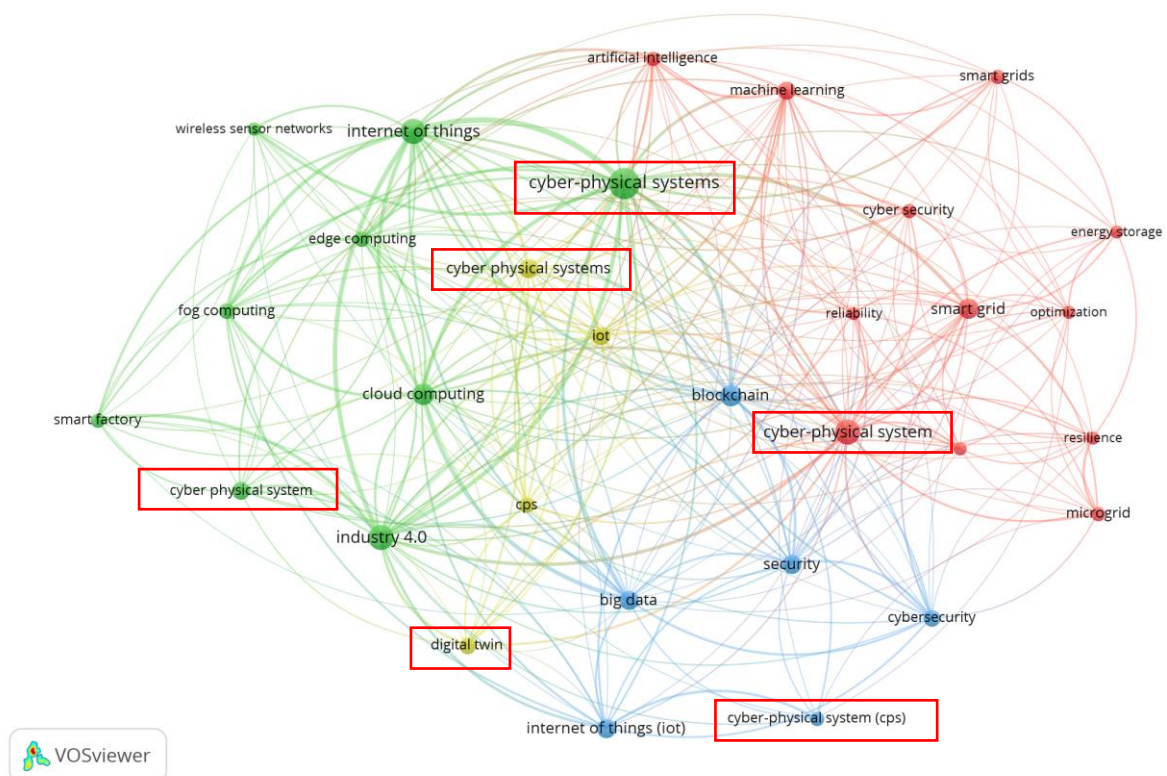 artificial intelligence
smart grids
machine learning
wireless sensor networks
internet of things
cyber-physical systems
cyber security
energy storage
edge computing
cyber physical systems
fog computing
reliability
smart grid
optimization
iot
cloud computing
blockchain
smart factory
cyber-physical system
resilience
cyber physical system
cps
microgrid
industry 4.0
security
big data
cybersecurity
digital twin
cyber-physical system (cps)
internet of things (iot)
VOSviewer